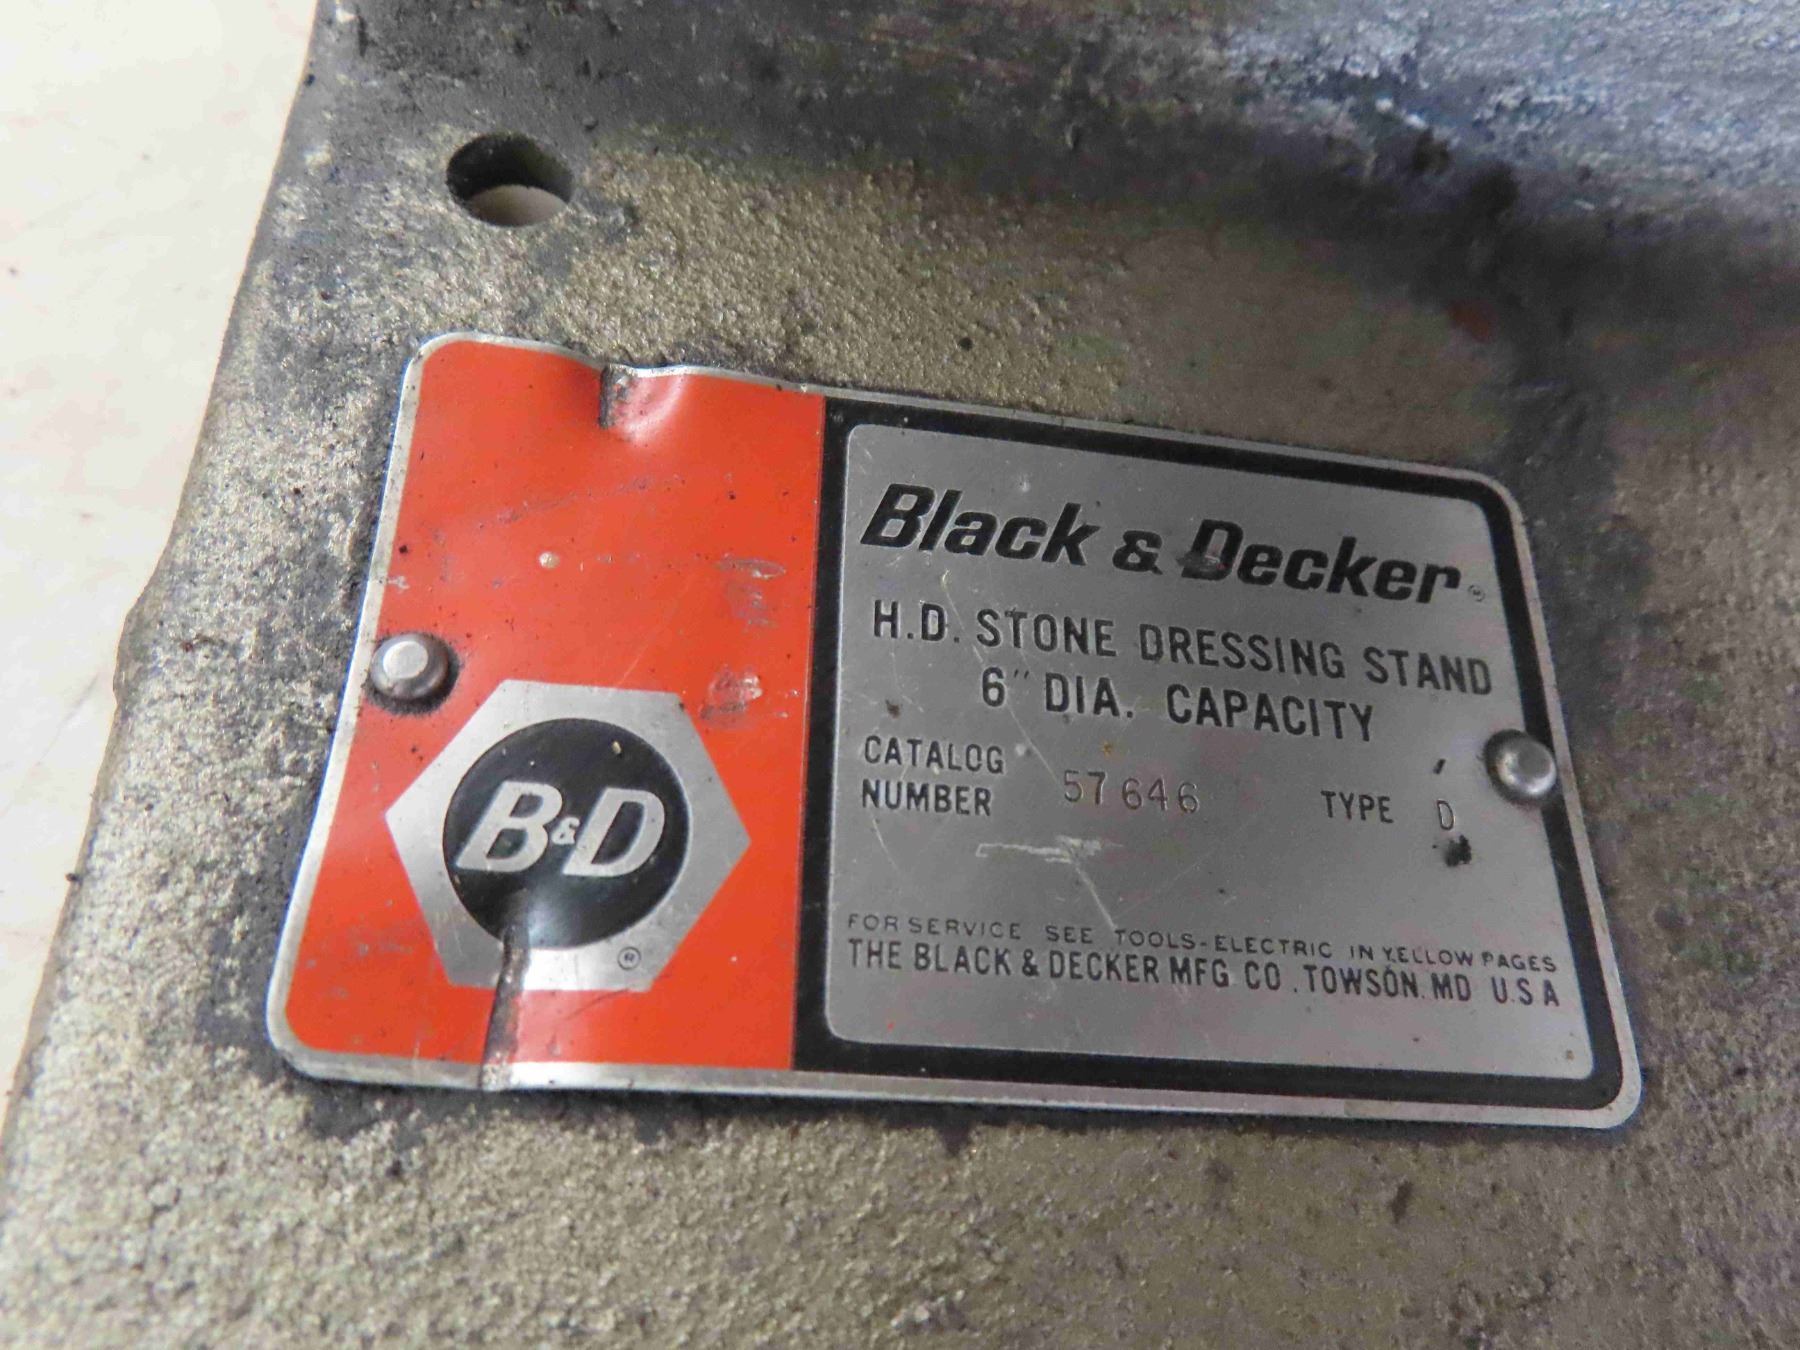 Black & Decker®
H.D. STONE DRESSING STAND
6" DIA. CAPACITY
CATALOG
NUMBER 57646 TYPE D
B&D
®
FOR SERVICE SEE TOOLS-ELECTRIC IN YELLOW PAGES
THE BLACK & DECKER MFG CO. TOWSON. MD U.S A